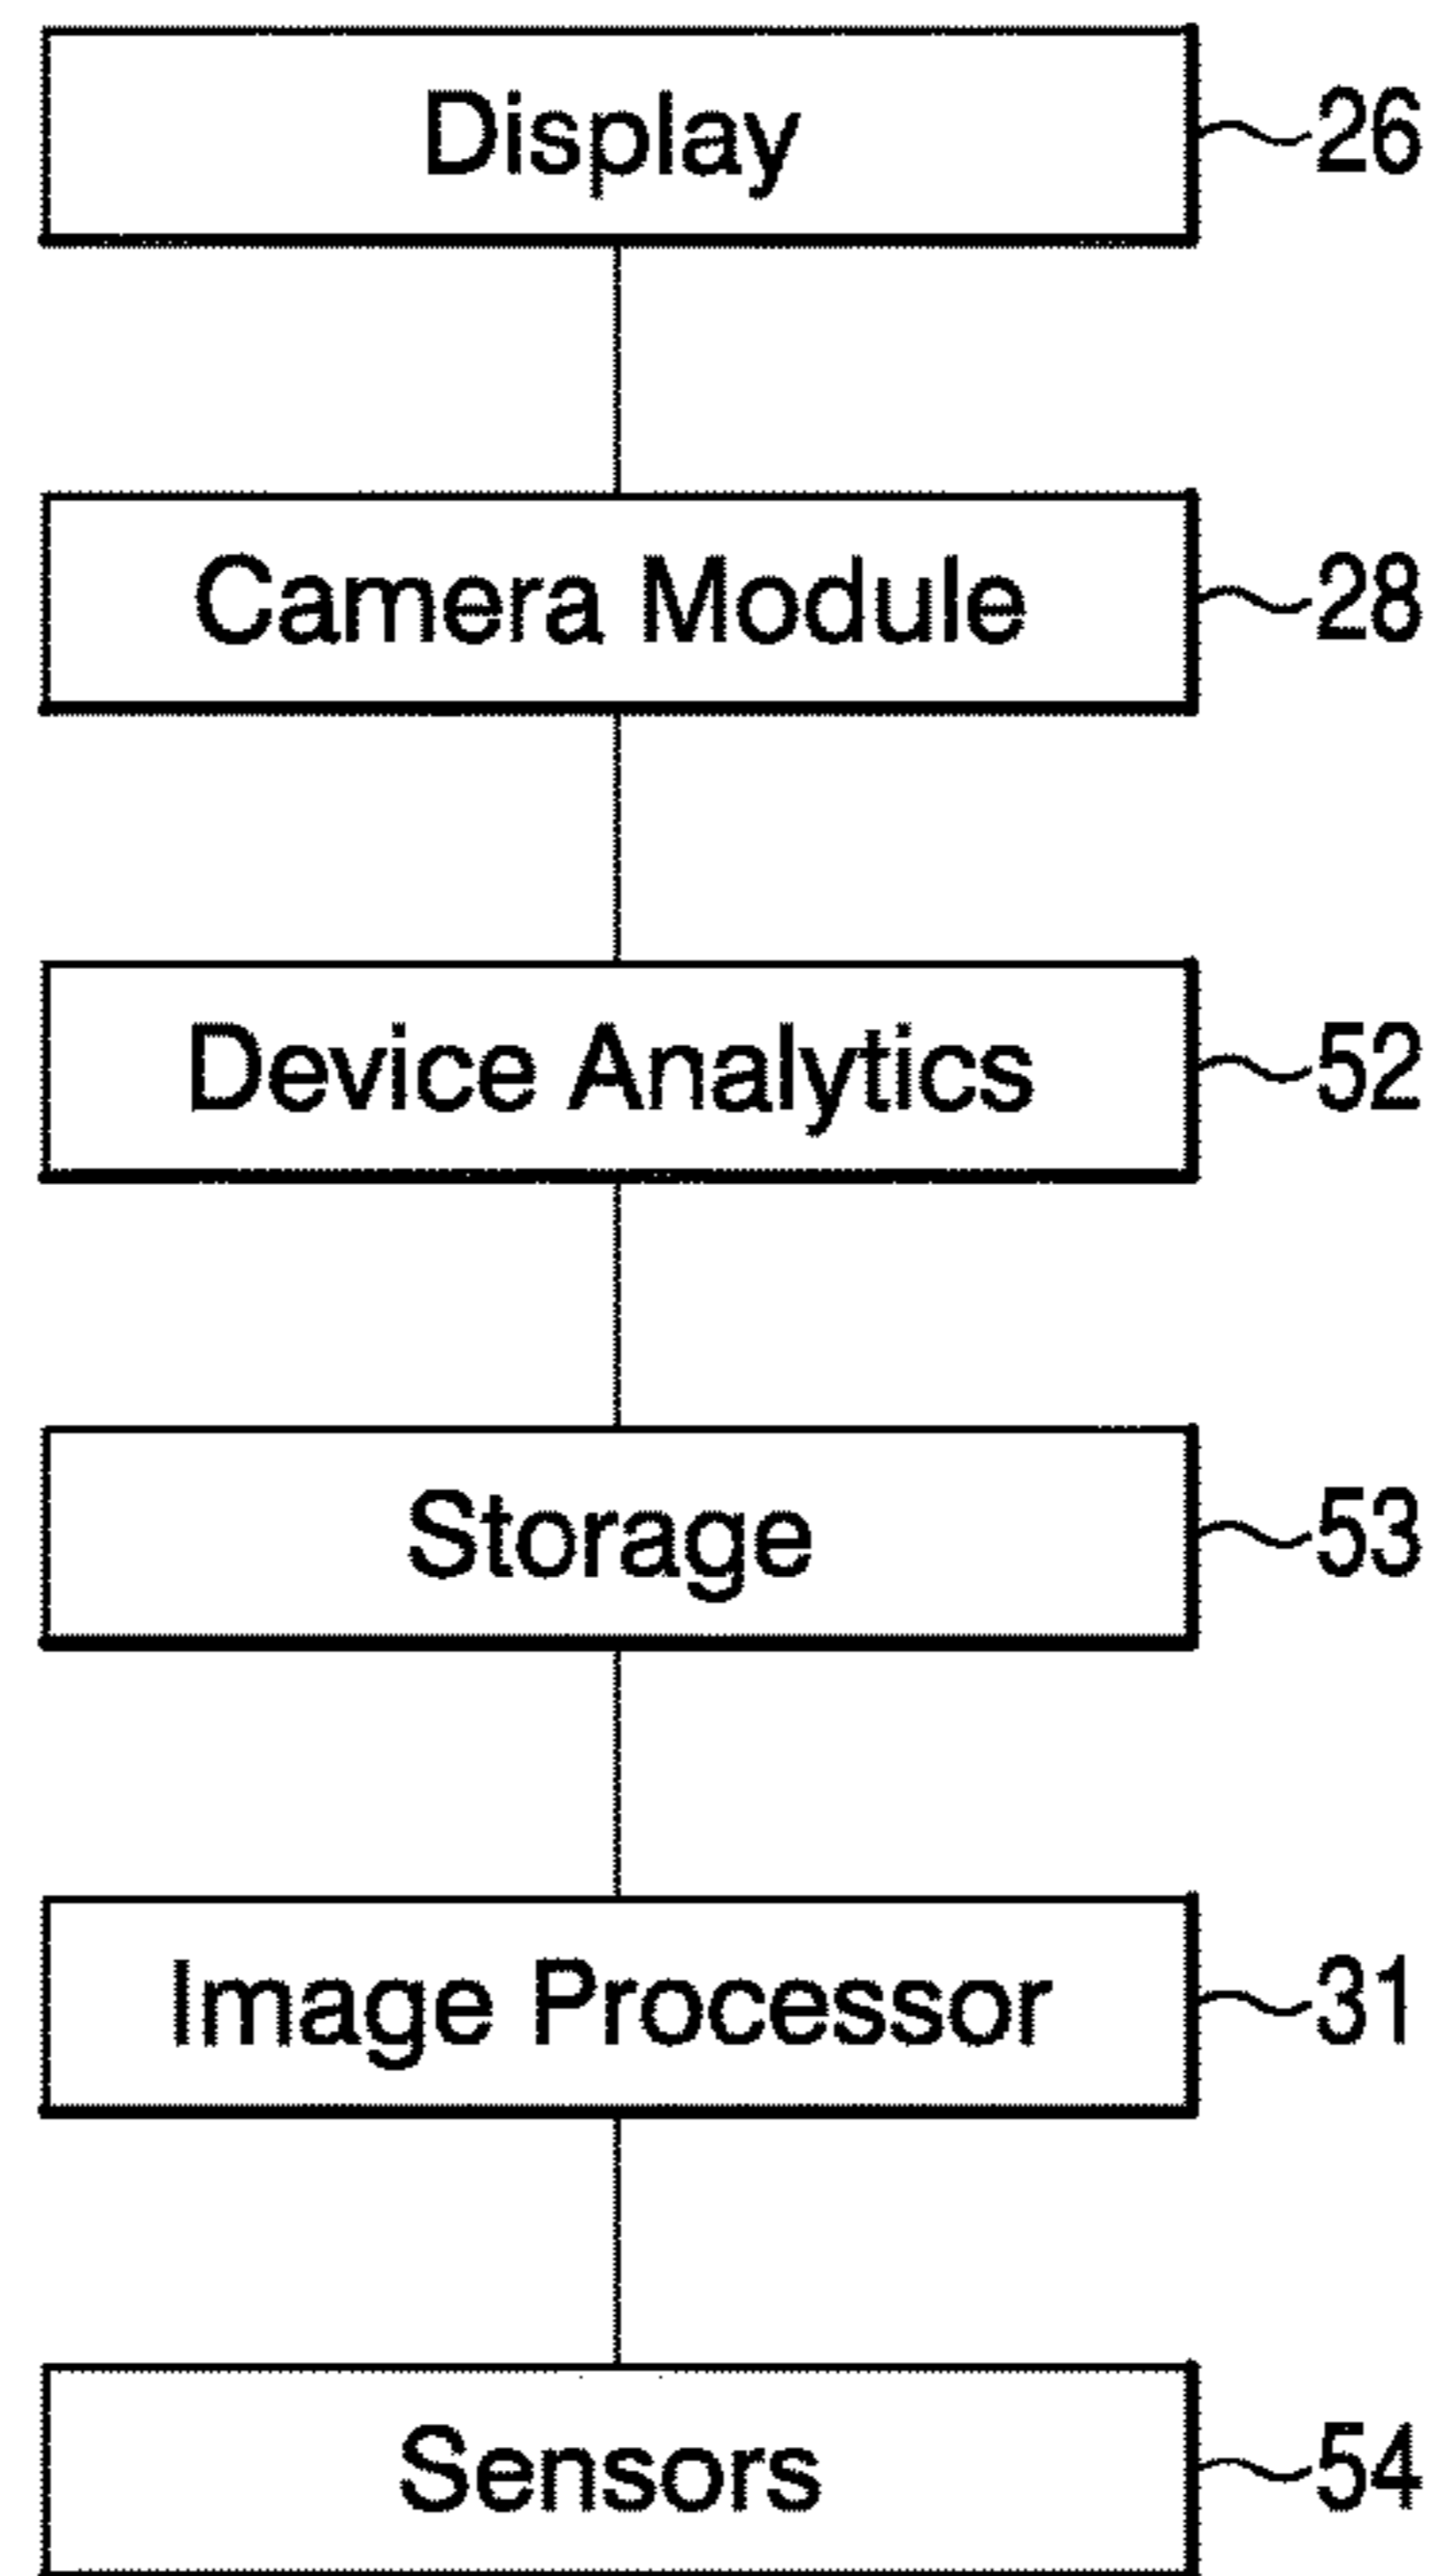 Display 26
Camera Module 28
Device Analytics 52
Storage 53
Image Processor 31
Sensors 54